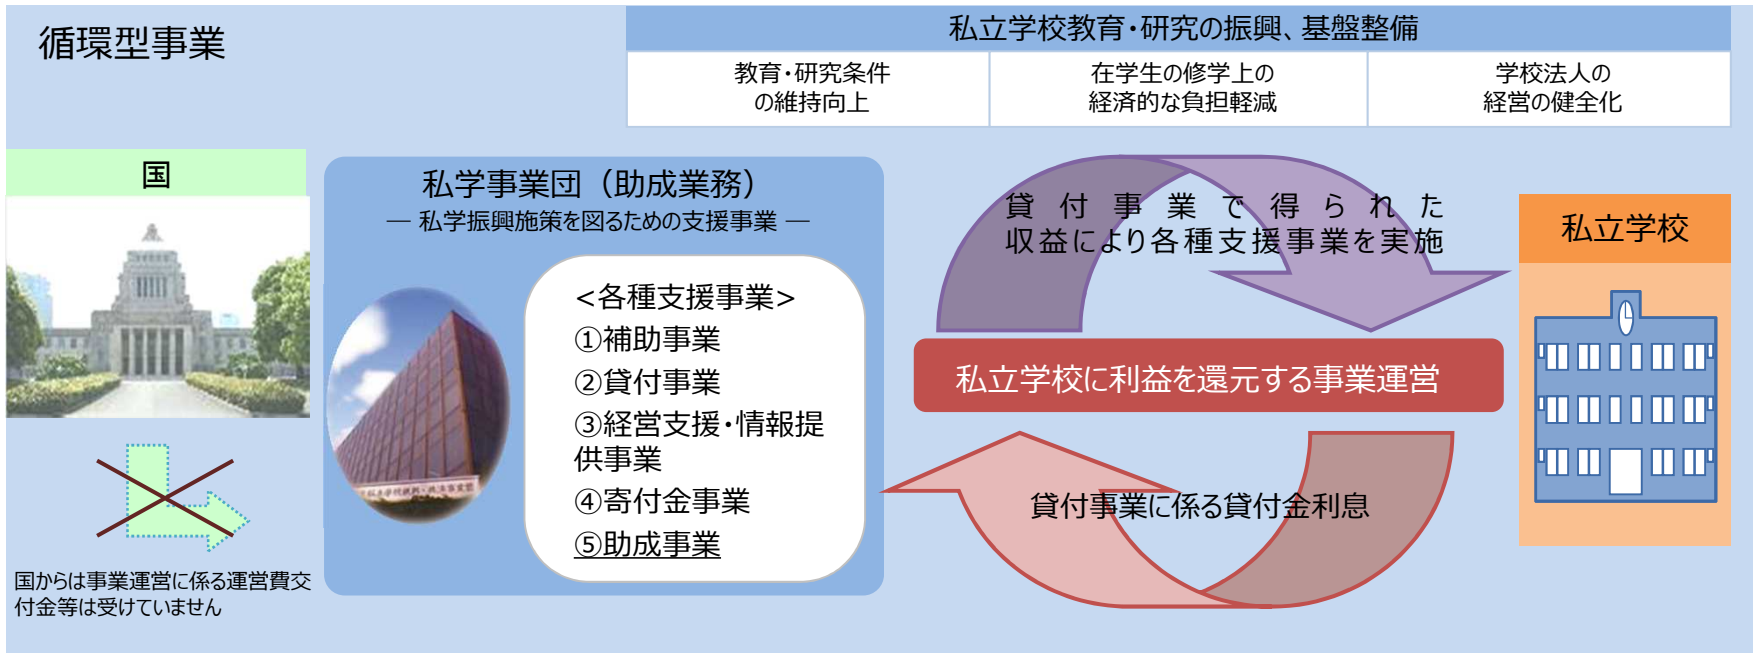 循環型事業
私立学校教育・研究の振興、基盤整備
教育・研究条件
の維持向上
在学生の修学上の
経済的な負担軽減
学校法人の
経営の健全化
国
国からは事業運営に係る運営費交
付金等は受けていません
私学事業団（助成業務）
― 私学振興施策を図るための支援事業 ―
<各種支援事業>
①補助事業
②貸付事業
③経営支援・情報提
供事業
④寄付金事業
⑤助成事業
貸付事業で得られた
収益により各種支援事業を実施
私立学校に利益を還元する事業運営
貸付事業に係る貸付金利息
私立学校